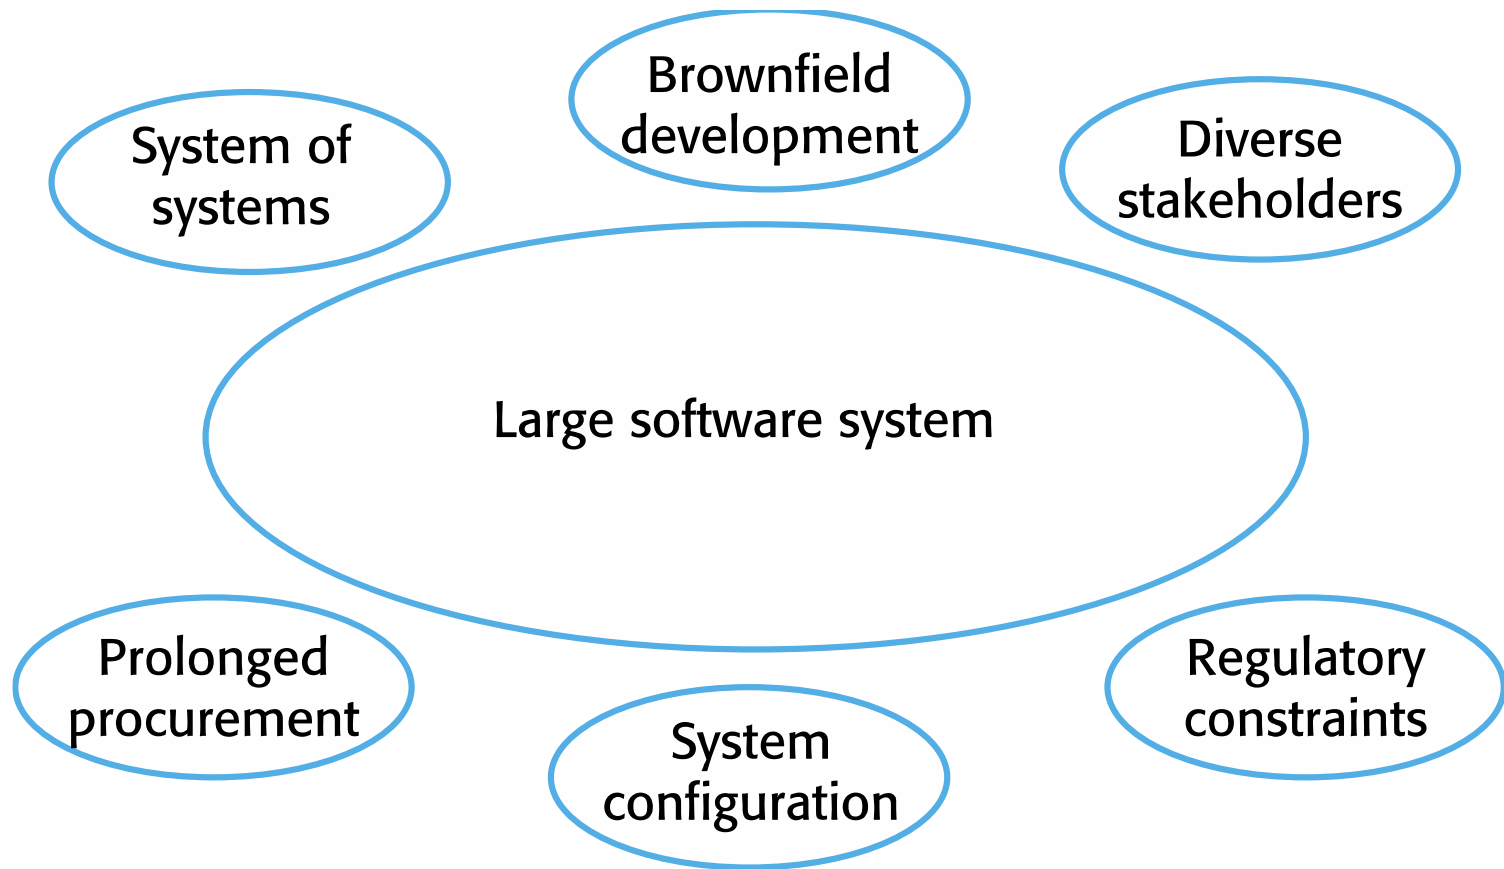 Brownfield
development
System of
systems
Diverse
stakeholders
Large software system
Prolonged
procurement
System
configuration
Regulatory
constraints